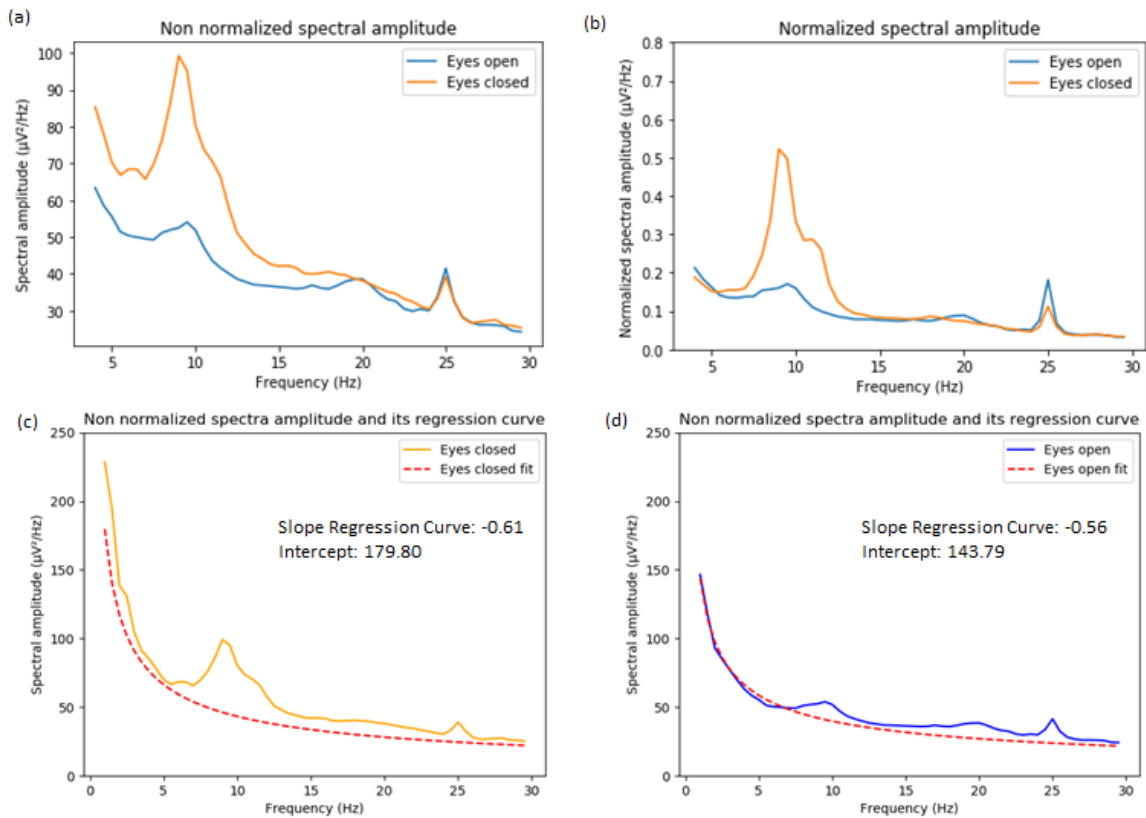 (a)
Non normalized spectral amplitude
Eyes open
Eyes closed
100
90
80
70
60
50
40
30
Spectral amplitude (µV²/Hz)
5
10
15
20
25
30
Frequency (Hz)
(b)
Normalized spectral amplitude
Eyes open
Eyes closed
0.8
0.7
0.6
0.5
0.4
0.3
0.2
0.1
0.0
Normalized spectral amplitude (µV²/Hz)
5
10
15
20
25
30
Frequency (Hz)
(c)
Non normalized spectra amplitude and its regression curve
Eyes closed
Eyes closed fit
Slope Regression Curve: -0.61
Intercept: 179.80
250
200
150
100
50
0
Spectral amplitude (µV²/Hz)
0
5
10
15
20
25
30
Frequency (Hz)
(d)
Non normalized spectra amplitude and its regression curve
Eyes open
Eyes open fit
Slope Regression Curve: -0.56
Intercept: 143.79
250
200
150
100
50
0
Spectral amplitude (µV²/Hz)
0
5
10
15
20
25
30
Frequency (Hz)